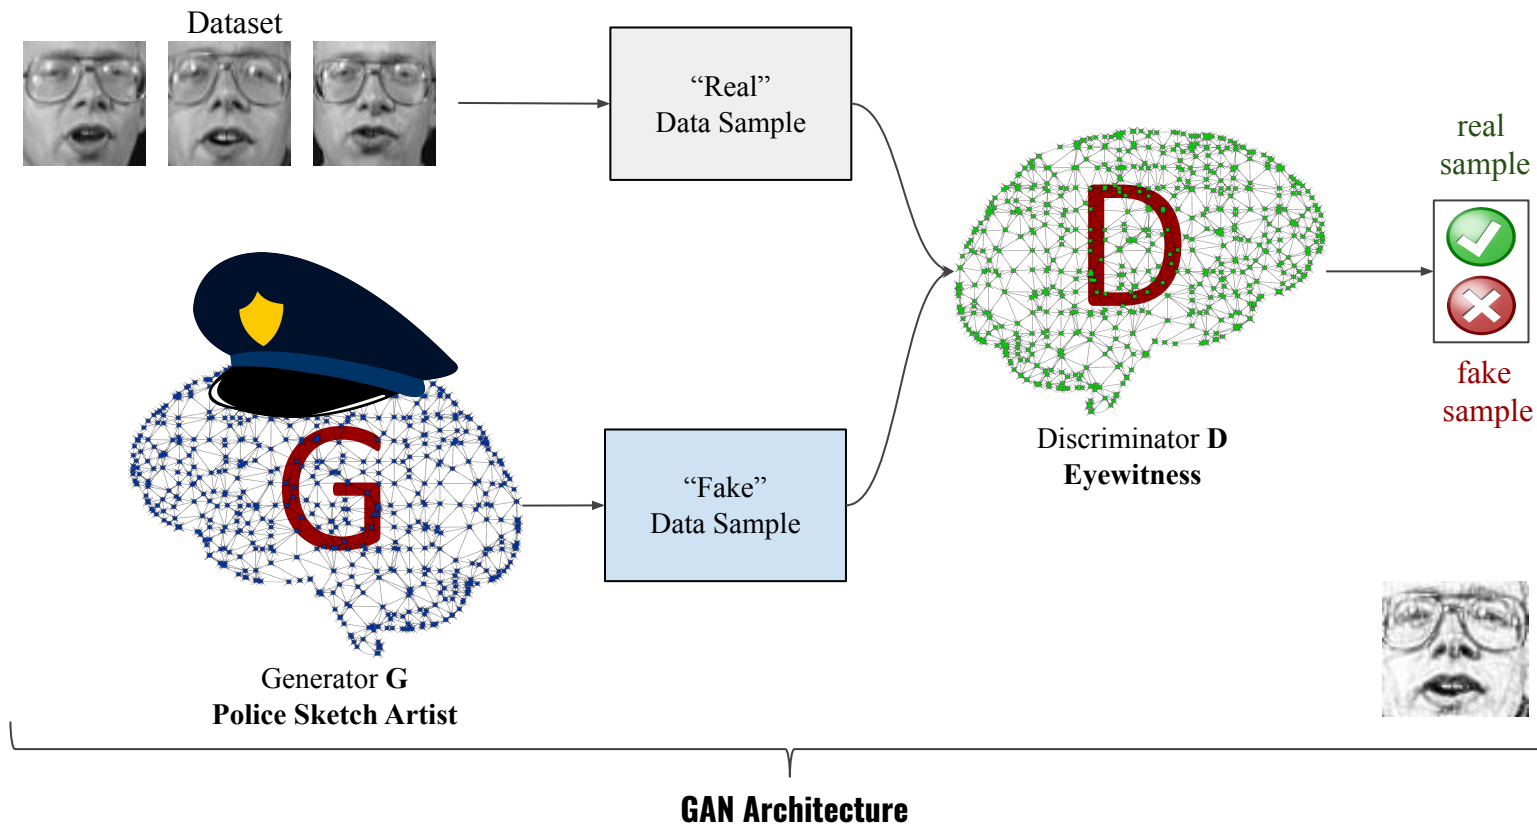 Dataset
“Real”
Data Sample
real
sample
D
fake
sample
Discriminator D
Eyewitness
G
“Fake”
Data Sample
Generator G
Police Sketch Artist
GAN Architecture